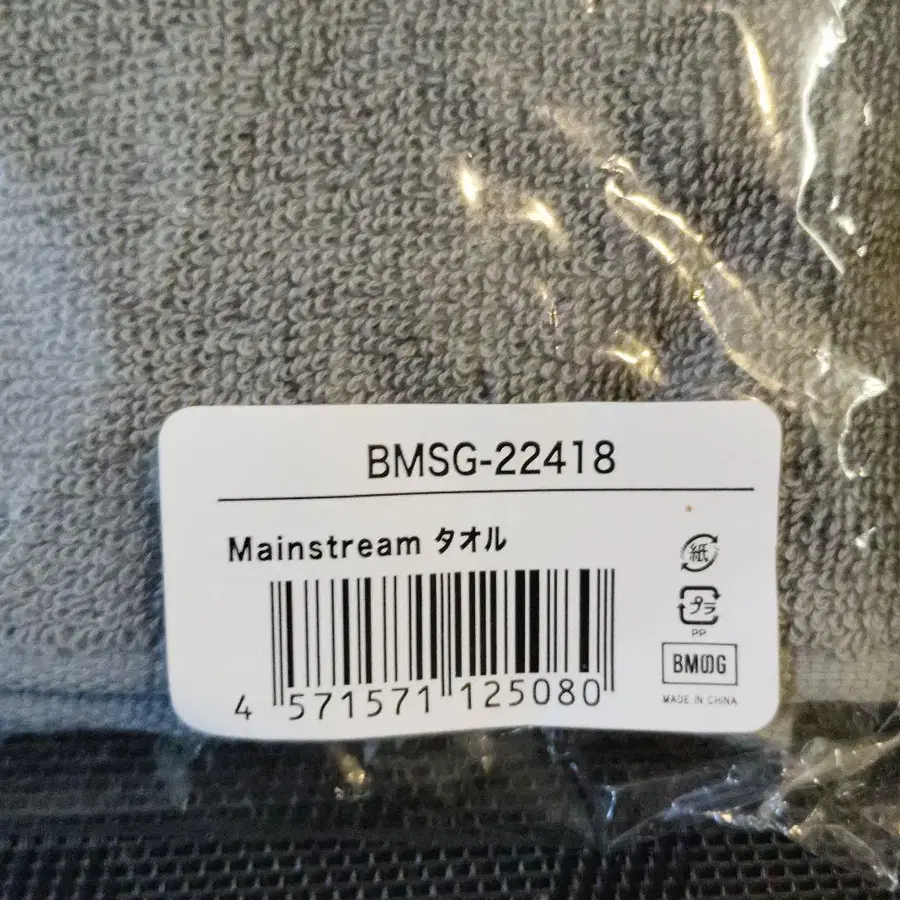 BMSG-22418
Mainstream タオル
紙
プラ
PP
BMSG
MADE IN CHINA
4 571571 125080